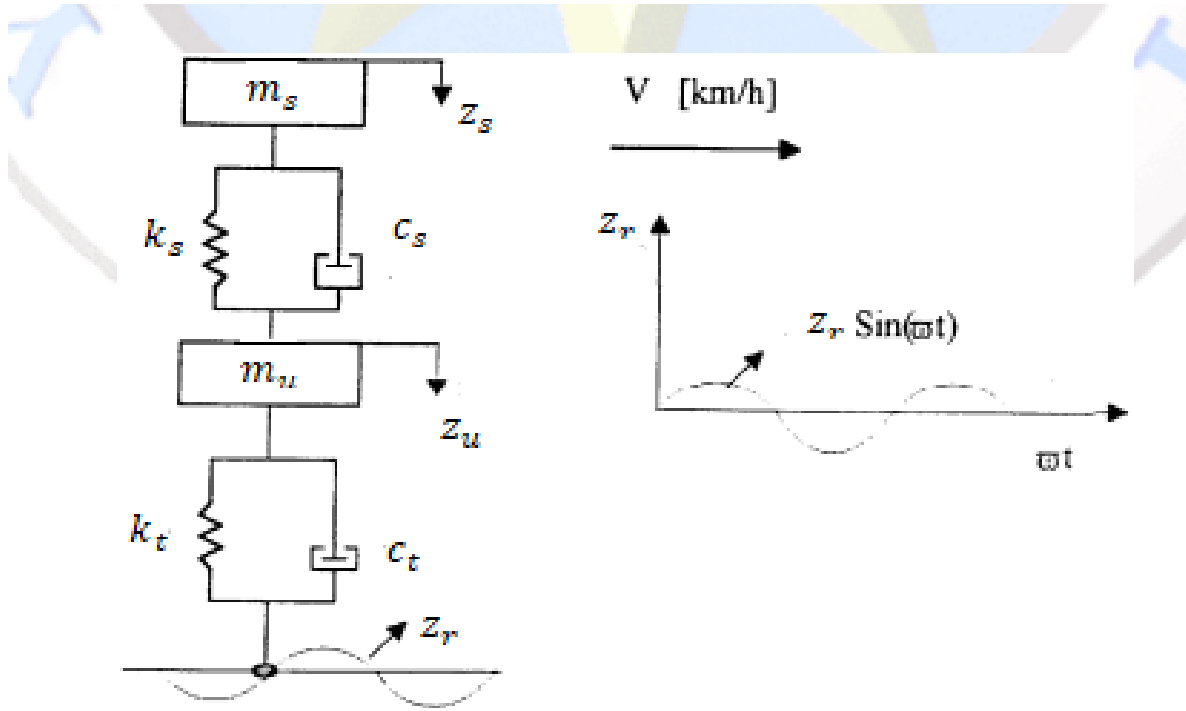 m_s
z_s
k_s
c_s
m_u
z_u
k_t
c_t
z_r
V [km/h]
z_r
z_r Sin(ϖt)
ϖt